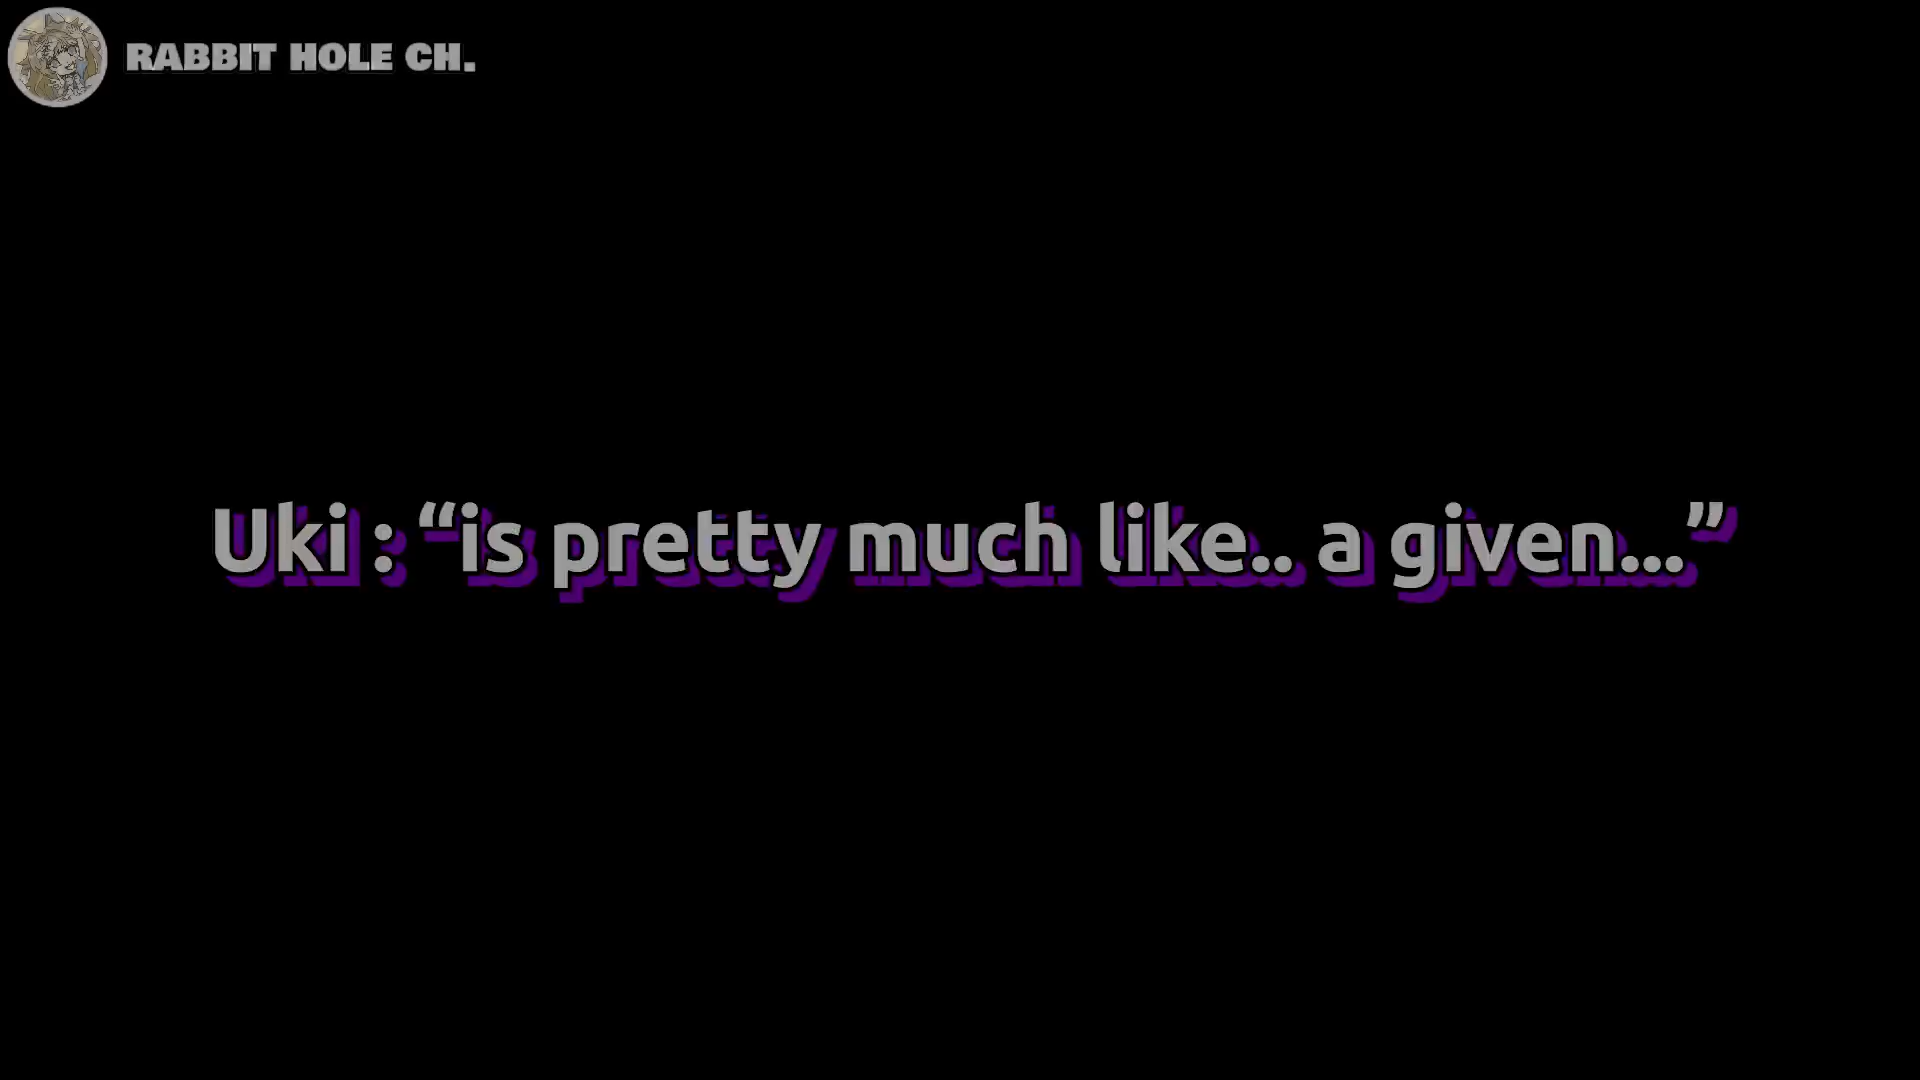 RABBIT HOLE CH.
Uki : “is pretty much like.. a given...”